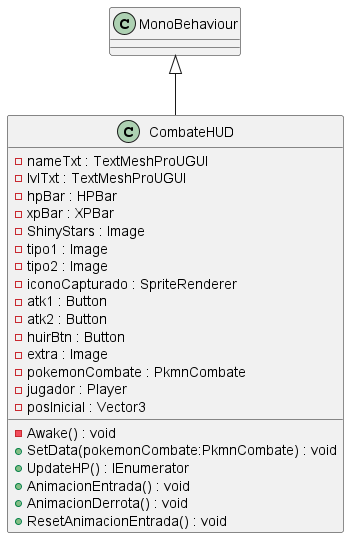 C MonoBehaviour
C CombateHUD
nameTxt : TextMeshProUGUI
lvlTxt : TextMeshProUGUI
hpBar : HPBar
xpBar : XPBar
ShinyStars : Image
tipo1 : Image
tipo2 : Image
iconoCapturado : SpriteRenderer
atk1 : Button
atk2 : Button
huirBtn : Button
extra : Image
pokemonCombate : PkmnCombate
jugador : Player
posInicial : Vector3
Awake() : void
SetData(pokemonCombate:PkmnCombate) : void
UpdateHP() : IEnumerator
AnimacionEntrada() : void
AnimacionDerrota() : void
ResetAnimacionEntrada() : void